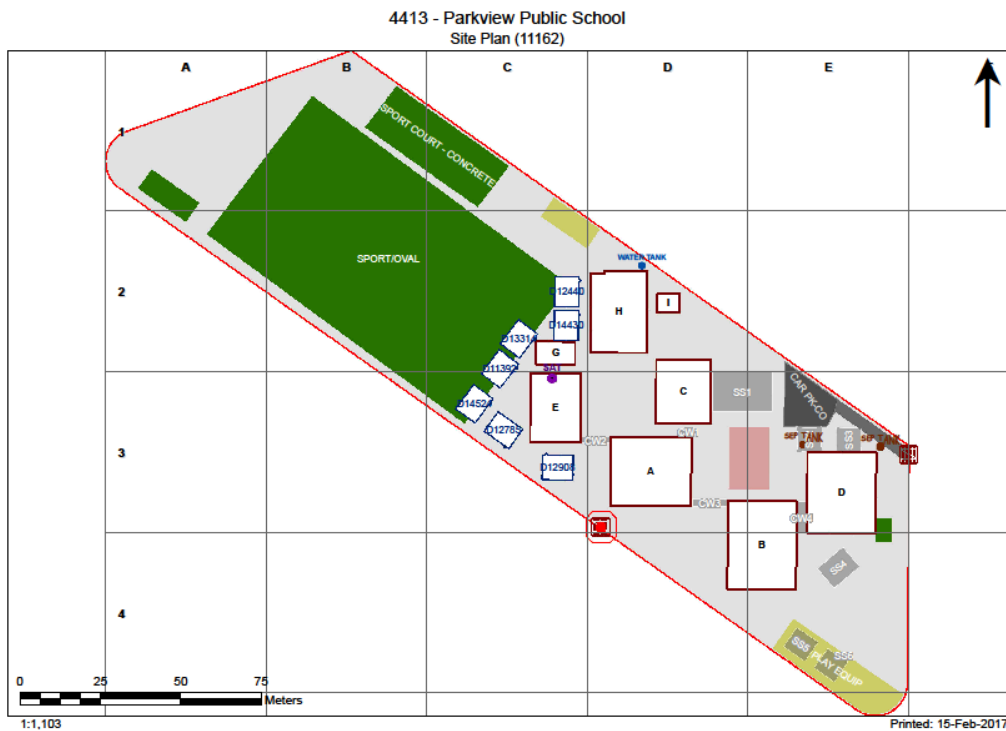 4413 - Parkview Public School
Site Plan (11162)
A
B
C
D
E
1
SPORT COURT - CONCRETE
WATER TANK
SPORT/OVAL
2
D12440
H
I
D14430
D1331
G
SAT
D11392
CAR PK-CO
C
SS1
D1452
E
D12785
CW2
CW1
SEP TANK
SS3
SEP TANK
3
D12908
A
D
CW3
CW4
B
SS4
4
SS5
SS6
PLAY EQUIP
0
25
50
75
Meters
1:1,103
Printed: 15-Feb-2017